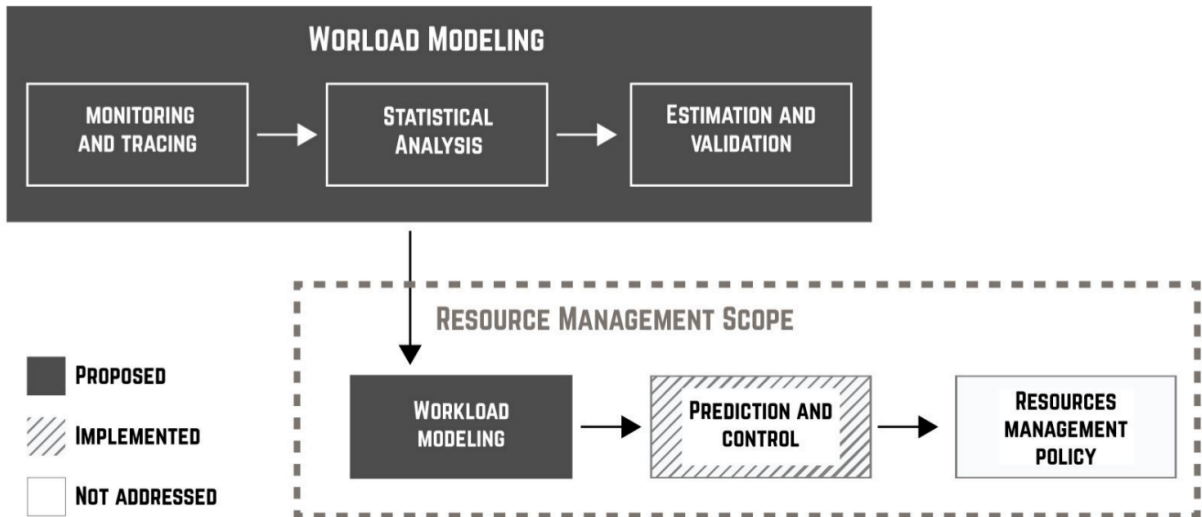 WORLOAD MODELING
MONITORING
AND TRACING
STATISTICAL
ANALYSIS
ESTIMATION AND
VALIDATION
RESOURCE MANAGEMENT SCOPE
PROPOSED
IMPLEMENTED
NOT ADDRESSED
WORKLOAD
MODELING
PREDICTION AND
CONTROL
RESOURCES
MANAGEMENT
POLICY